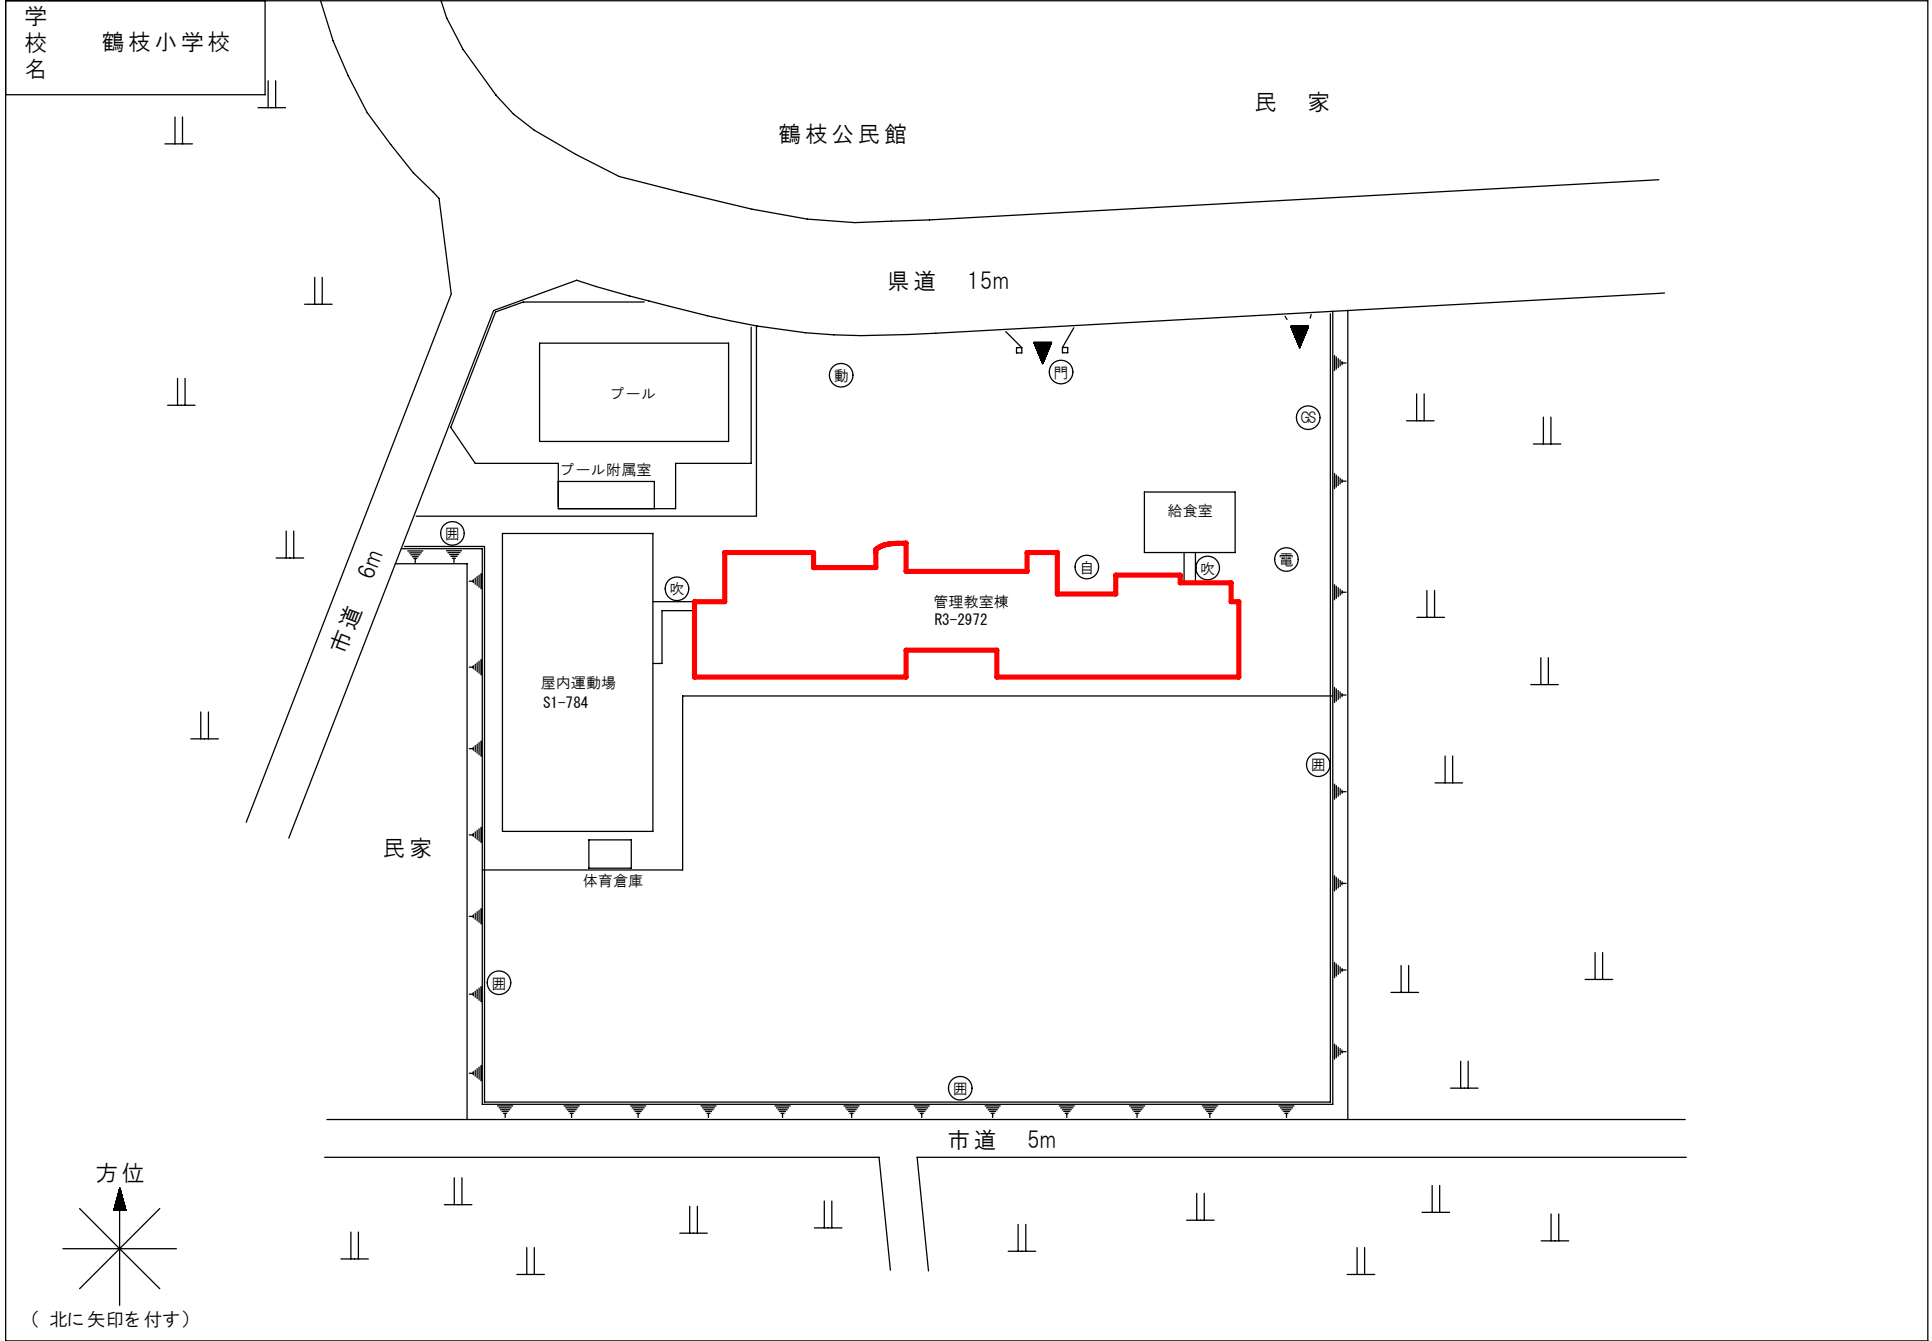 学校名
鶴枝小学校
民 家
鶴枝公民館
県道 15m
動
門
プール
GS
プール附属室
給食室
囲
市道 6m
吹
自
吹
電
管理教室棟
R3-2972
屋内運動場
S1-784
囲
民家
体育倉庫
囲
囲
市道 5m
方位
( 北に矢印を付す)